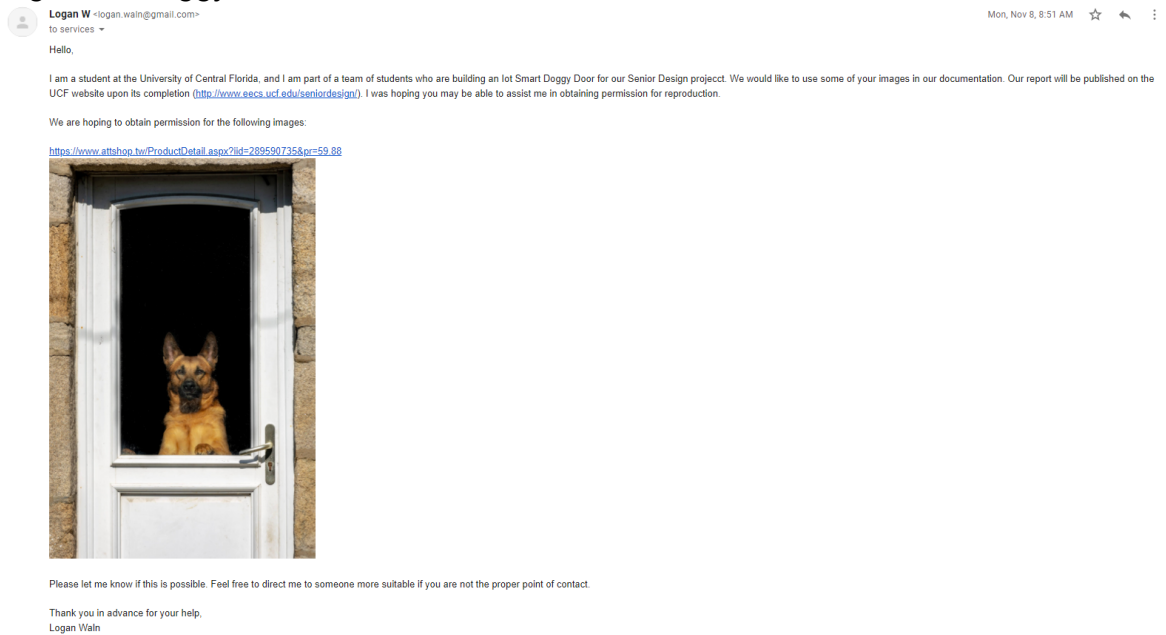 Logan W <logan.waln@gmail.com>
Mon, Nov 8, 8:51 AM
to services
Hello,
I am a student at the University of Central Florida, and I am part of a team of students who are building an Iot Smart Doggy Door for our Senior Design projecct. We would like to use some of your images in our documentation. Our report will be published on the
UCF website upon its completion (http://www.eecs.ucf.edu/seniordesign/). I was hoping you may be able to assist me in obtaining permission for reproduction.
We are hoping to obtain permission for the following images:
https://www.attshop.tw/ProductDetail.aspx?iid=289590735&pr=59.88
Please let me know if this is possible. Feel free to direct me to someone more suitable if you are not the proper point of contact.
Thank you in advance for your help,
Logan Waln